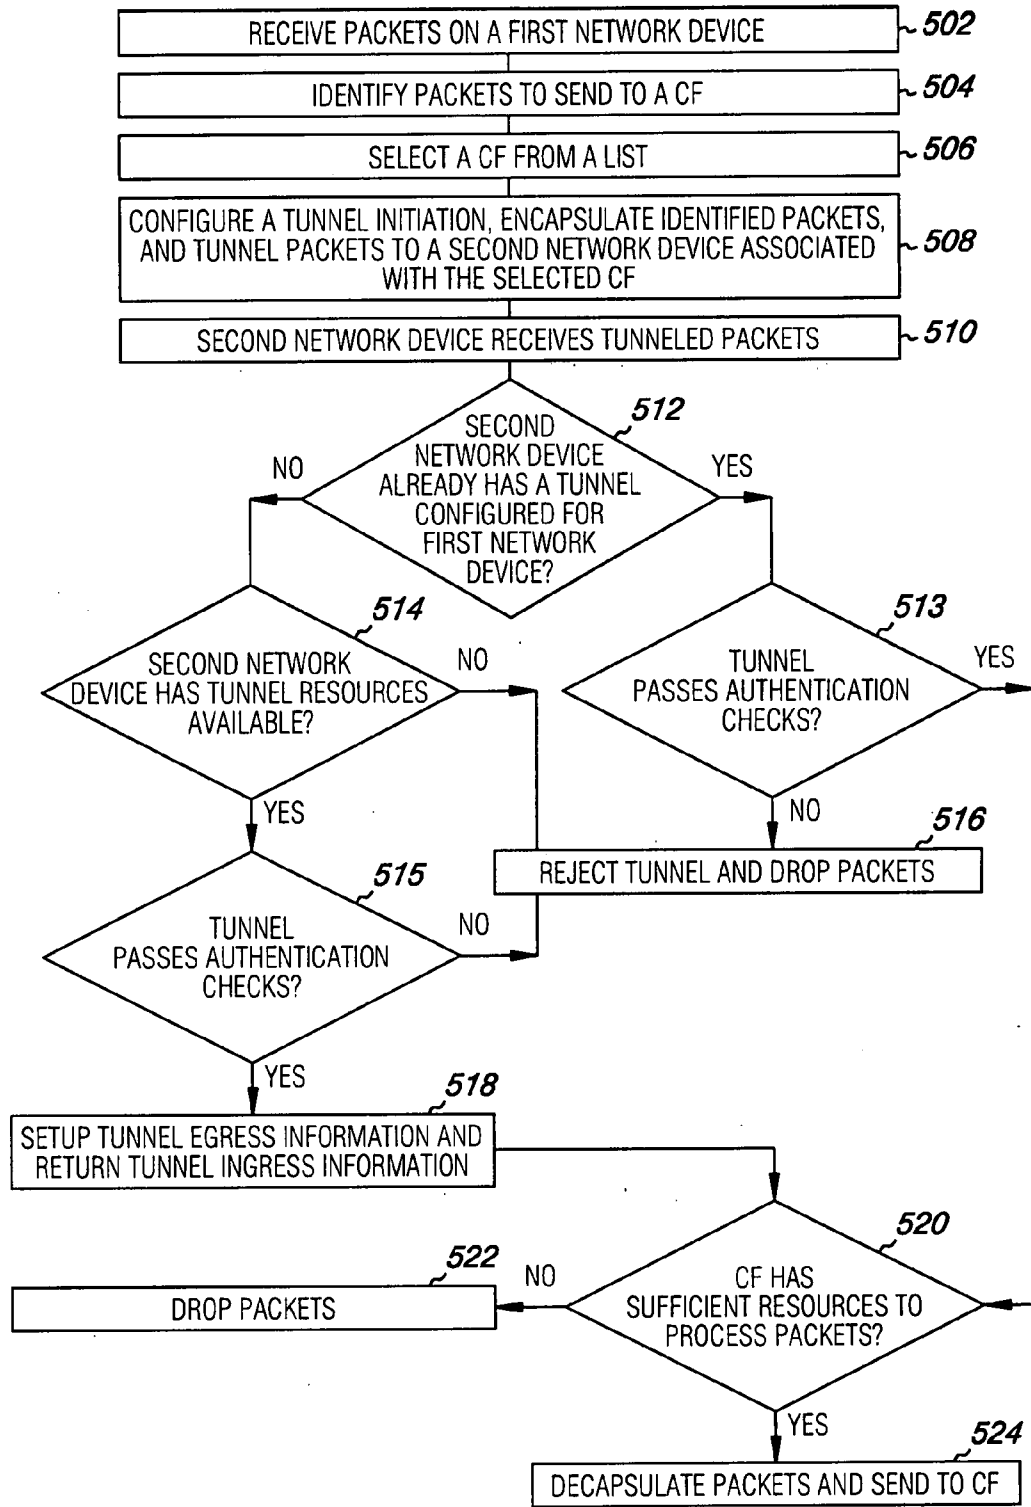 RECEIVE PACKETS ON A FIRST NETWORK DEVICE
502
IDENTIFY PACKETS TO SEND TO A CF
504
SELECT A CF FROM A LIST
506
CONFIGURE A TUNNEL INITIATION, ENCAPSULATE IDENTIFIED PACKETS,
AND TUNNEL PACKETS TO A SECOND NETWORK DEVICE ASSOCIATED
WITH THE SELECTED CF
508
SECOND NETWORK DEVICE RECEIVES TUNNELED PACKETS
510
512
SECOND
NETWORK DEVICE
ALREADY HAS A TUNNEL
CONFIGURED FOR
FIRST NETWORK
DEVICE?
NO
YES
514
SECOND NETWORK
DEVICE HAS TUNNEL RESOURCES
AVAILABLE?
NO
YES
513
TUNNEL
PASSES AUTHENTICATION
CHECKS?
YES
NO
516
REJECT TUNNEL AND DROP PACKETS
515
TUNNEL
PASSES AUTHENTICATION
CHECKS?
NO
YES
518
SETUP TUNNEL EGRESS INFORMATION AND
RETURN TUNNEL INGRESS INFORMATION
520
CF HAS
SUFFICIENT RESOURCES TO
PROCESS PACKETS?
NO
522
DROP PACKETS
YES
524
DECAPSULATE PACKETS AND SEND TO CF